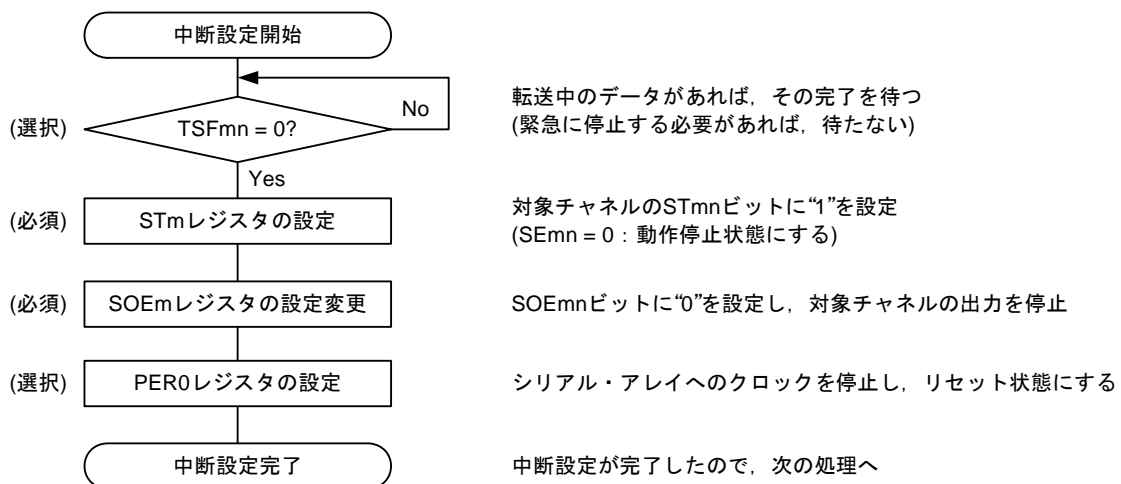 中断設定開始
No
転送中のデータがあれば，その完了を待つ
(選択)
TSFmn = 0?
(緊急に停止する必要があれば，待たない)
Yes
(必須)
STmレジスタの設定
対象チャネルのSTmnビットに“1”を設定
(SEmn = 0：動作停止状態にする)
(必須)
SOEmレジスタの設定変更
SOEmnビットに“0”を設定し，対象チャネルの出力を停止
(選択)
PER0レジスタの設定
シリアル・アレイへのクロックを停止し，リセット状態にする
中断設定完了
中断設定が完了したので，次の処理へ